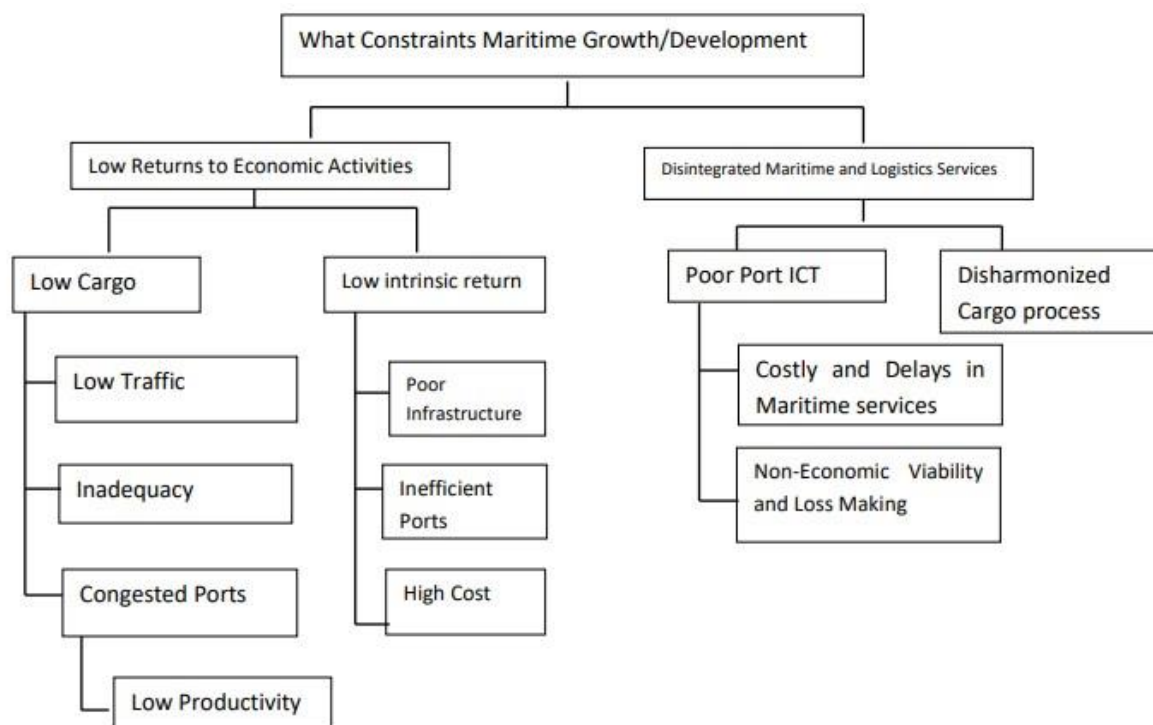 What Constraints Maritime Growth/Development
Low Returns to Economic Activities
Disintegrated Maritime and Logistics Services
Low Cargo
Low intrinsic return
Poor Port ICT
Disharmonized
Cargo process
Low Traffic
Poor
Infrastructure
Costly and Delays in
Maritime services
Inadequacy
Inefficient
Ports
Non-Economic Viability
and Loss Making
Congested Ports
High Cost
Low Productivity